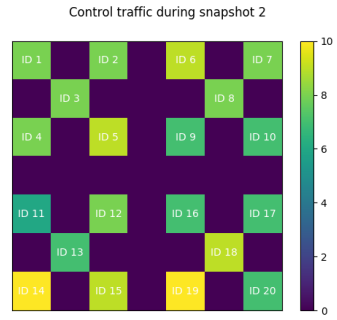 Control traffic during snapshot 2
ID 1 ID 2 ID 6 ID 7
ID 3 ID 8
ID 4 ID 5 ID 9 ID 10
ID 11 ID 12 ID 16 ID 17
ID 13 ID 18
ID 14 ID 15 ID 19 ID 20
10
8
6
4
2
0